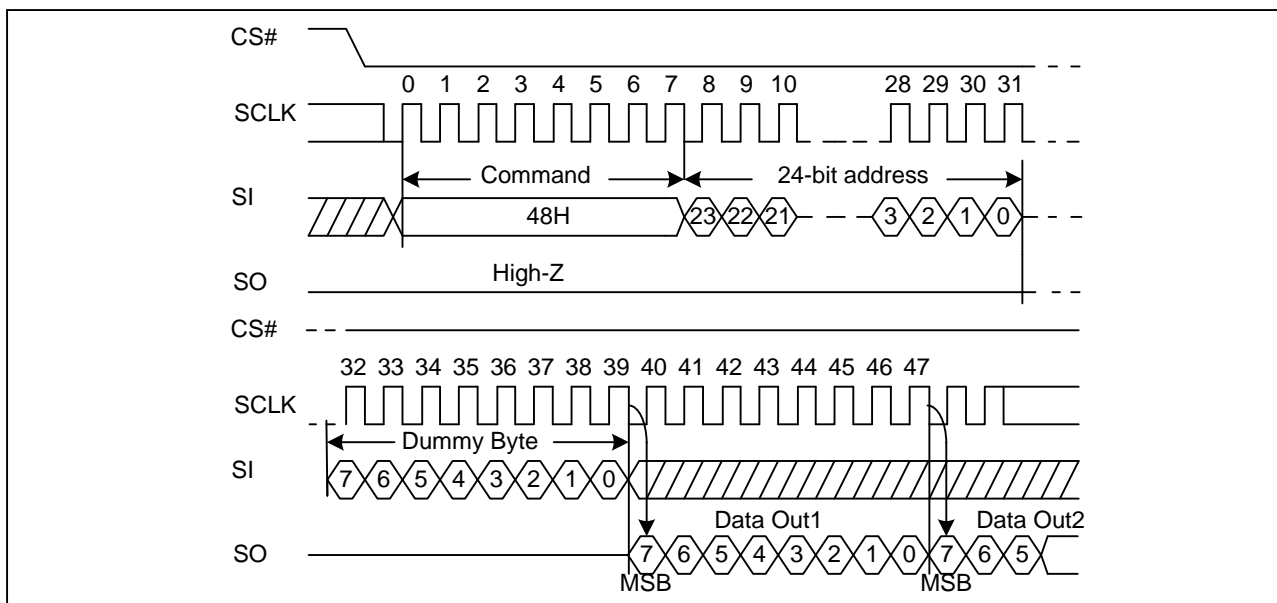 CS#
0 1 2 3 4 5 6 7 8 9 10 28 29 30 31
SCLK
Command 24-bit address
SI
48H 23 22 21 3 2 1 0
High-Z
SO
CS#
32 33 34 35 36 37 38 39 40 41 42 43 44 45 46 47
SCLK
Dummy Byte
SI
7 6 5 4 3 2 1 0
Data Out1 Data Out2
SO
7 6 5 4 3 2 1 0 7 6 5
MSB MSB